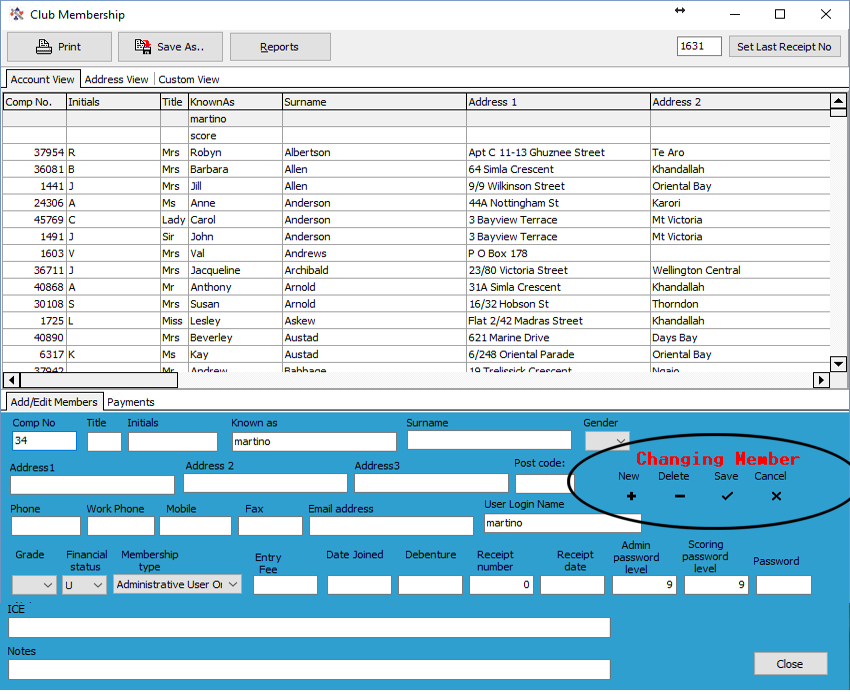 Club Membership
Print Save As.. Reports 1631 Set Last Receipt No
Account View Address View Custom View
Comp No. Initials Title KnownAs Surname Address 1 Address 2
martino
score
37954 R Mrs Robyn Albertson Apt C 11-13 Ghuznee Street Te Aro
36081 B Mrs Barbara Allen 64 Simla Crescent Khandallah
1441 J Mrs Jill Allen 9/9 Wilkinson Street Oriental Bay
24306 A Ms Anne Anderson 44A Nottingham St Karori
45769 C Lady Carol Anderson 3 Bayview Terrace Mt Victoria
1491 J Sir John Anderson 3 Bayview Terrace Mt Victoria
1603 V Mrs Val Andrews P O Box 178
36711 J Mrs Jacqueline Archibald 23/80 Victoria Street Wellington Central
40868 A Mr Anthony Arnold 31A Simla Crescent Khandallah
30108 S Mrs Susan Arnold 16/32 Hobson St Thorndon
1725 L Miss Lesley Askew Flat 2/42 Madras Street Khandallah
40890 Mrs Beverley Austad 621 Marine Drive Days Bay
6317 K Ms Kay Austad 6/248 Oriental Parade Oriental Bay
37942 Mr Andrew Babbage 19 Trelissick Crescent Ngaio
Add/Edit Members Payments
Comp No Title Initials Known as Surname Gender
34 martino
Changing Member
Address1 Address 2 Address3 Post code:
New Delete Save Cancel
Phone Work Phone Mobile Fax Email address User Login Name
martino
Grade Financial status Membership type Entry Fee Date Joined Debenture Receipt number Receipt date Admin password level Scoring password level Password
U Administrative User Or 0 9 9
ICE
Notes
Close